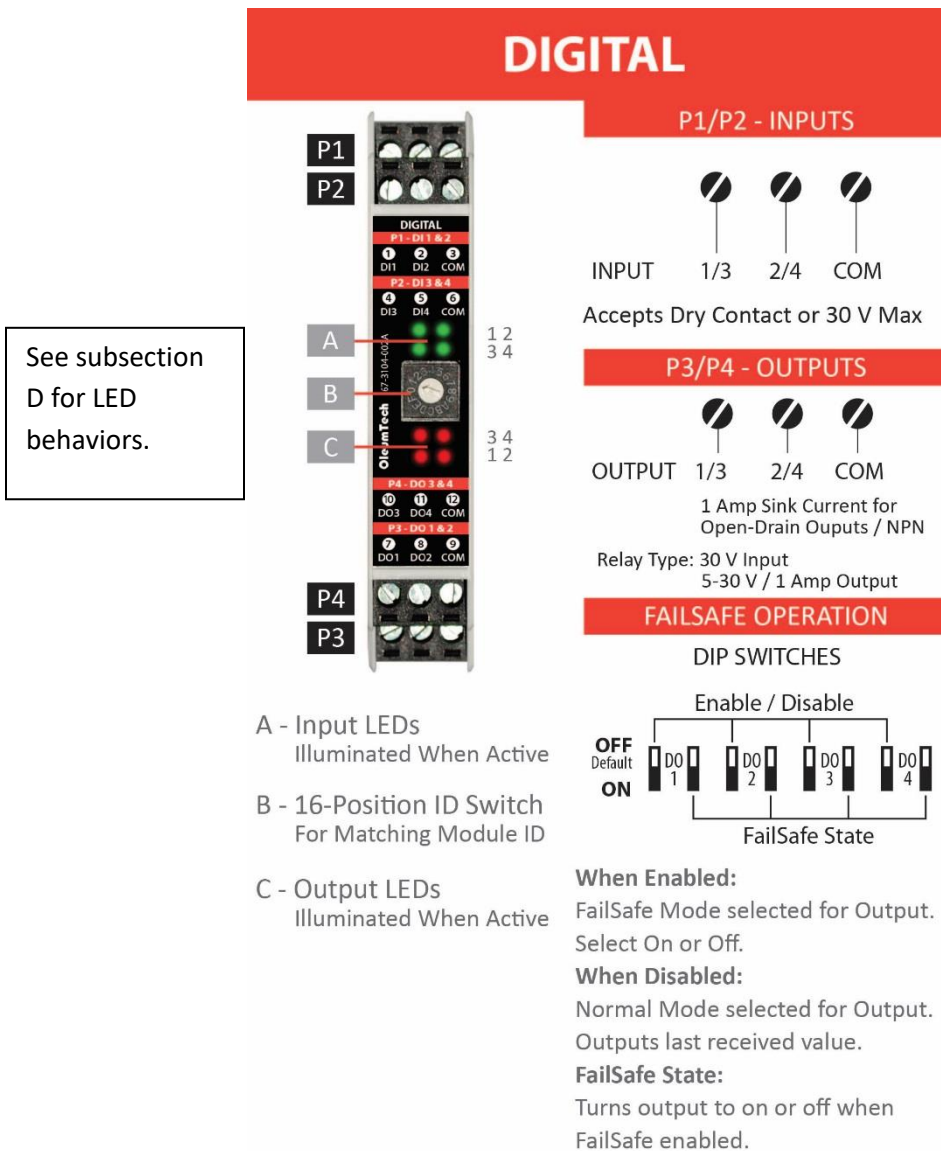 DIGITAL
See subsection
D for LED
behaviors.
P1
P2
DIGITAL
P1 - DI 1 & 2
1 2 3
DI1 DI2 COM
P2 - DI 3 & 4
4 5 6
DI3 DI4 COM
A
1 2
3 4
67-3104-002A
B
OleumTech
C
3 4
1 2
P4 - DO 3 & 4
10 11 12
DO3 DO4 COM
P3 - DO 1 & 2
7 8 9
DO1 DO2 COM
P4
P3
A - Input LEDs
Illuminated When Active
B - 16-Position ID Switch
For Matching Module ID
C - Output LEDs
Illuminated When Active
P1/P2 - INPUTS
INPUT 1/3 2/4 COM
Accepts Dry Contact or 30 V Max
P3/P4 - OUTPUTS
OUTPUT 1/3 2/4 COM
1 Amp Sink Current for
Open-Drain Ouputs / NPN
Relay Type: 30 V Input
5-30 V / 1 Amp Output
FAILSAFE OPERATION
DIP SWITCHES
Enable / Disable
OFF
Default
ON
DO 1
DO 2
DO 3
DO 4
FailSafe State
When Enabled:
FailSafe Mode selected for Output.
Select On or Off.
When Disabled:
Normal Mode selected for Output.
Outputs last received value.
FailSafe State:
Turns output to on or off when
FailSafe enabled.